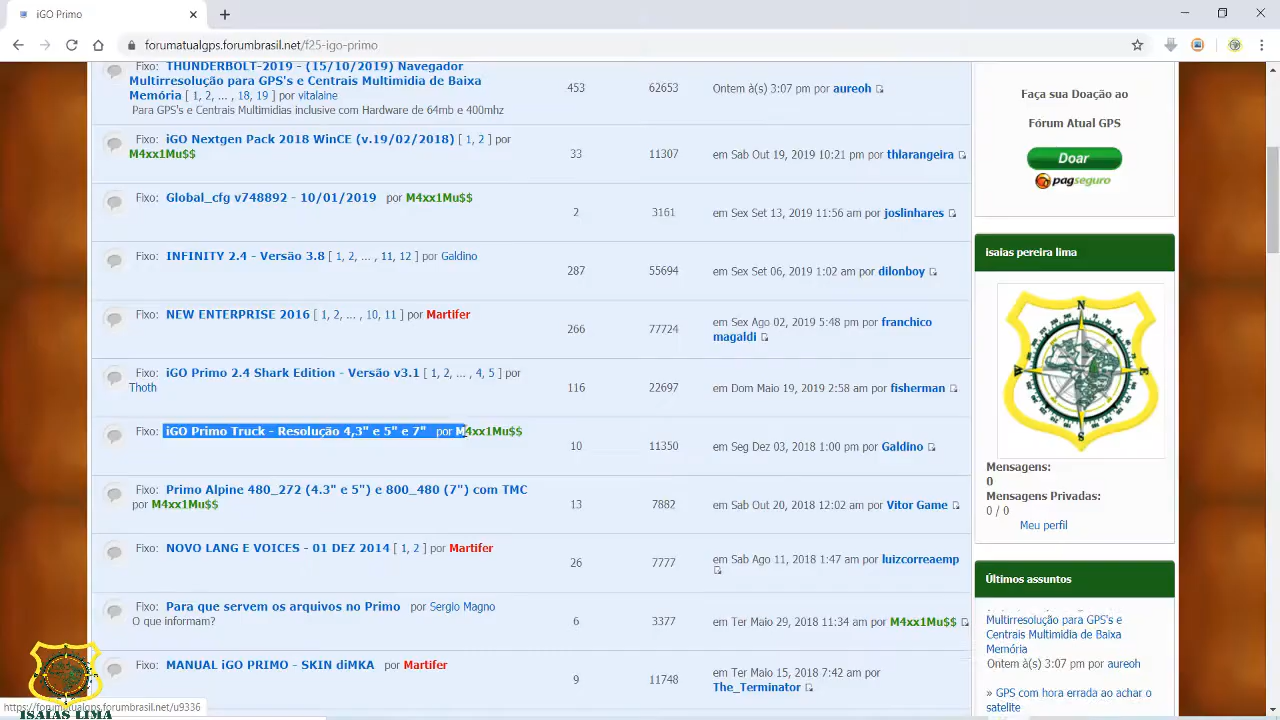 iGO Primo
forumatualgps.forumbrasil.net/f25-igo-primo
Fixo: THUNDERBOLT-2019 - (15/10/2019) Navegador
Multirresolução para GPS's e Centrais Multimidia de Baixa
Memória [ 1, 2, ... , 18, 19 ] por vitalaine
Para GPS's e Centrais Multimidias inclusive com Hardware de 64mb e 400mhz
453
62653
Ontem à(s) 3:07 pm por aureoh
Fixo: iGO Nextgen Pack 2018 WinCE (v.19/02/2018) [ 1, 2 ] por
M4xx1Mu$$
33
11307
em Sab Out 19, 2019 10:21 pm por thlarangeira
Fixo: Global_cfg v748892 - 10/01/2019 por M4xx1Mu$$
2
3161
em Sex Set 13, 2019 11:56 am por joslinhares
Fixo: INFINITY 2.4 - Versão 3.8 [ 1, 2, ... , 11, 12 ] por Galdino
287
55694
em Sex Set 06, 2019 1:02 am por dilonboy
Fixo: NEW ENTERPRISE 2016 [ 1, 2, ... , 10, 11 ] por Martifer
266
77724
em Sex Ago 02, 2019 5:48 pm por franchico
magaldi
Fixo: iGO Primo 2.4 Shark Edition - Versão v3.1 [ 1, 2, ... , 4, 5 ] por
Thoth
116
22697
em Dom Maio 19, 2019 2:58 am por fisherman
Fixo: iGO Primo Truck - Resolução 4,3" e 5" e 7" por M4xx1Mu$$
10
11350
em Seg Dez 03, 2018 1:00 pm por Galdino
Fixo: Primo Alpine 480_272 (4.3" e 5") e 800_480 (7") com TMC
por M4xx1Mu$$
13
7882
em Sab Out 20, 2018 12:02 am por Vitor Game
Fixo: NOVO LANG E VOICES - 01 DEZ 2014 [ 1, 2 ] por Martifer
26
7777
em Sab Ago 11, 2018 1:47 am por luizcorreaemp
Fixo: Para que servem os arquivos no Primo por Sergio Magno
O que informam?
6
3377
em Ter Maio 29, 2018 11:34 am por M4xx1Mu$$
Fixo: MANUAL iGO PRIMO - SKIN diMKA por Martifer
9
11748
em Ter Maio 15, 2018 7:42 am por
The_Terminator
Faça sua Doação ao
Fórum Atual GPS
Doar
pagseguro
isaias pereira lima
N
W
E
S
Mensagens:
0
Mensagens Privadas:
0 / 0
Meu perfil
Últimos assuntos
Multirresolução para GPS's e
Centrais Multimidia de Baixa
Memória
Ontem à(s) 3:07 pm por aureoh
» GPS com hora errada ao achar o
satelite
https://forumatualgps.forumbrasil.net/u9336
ISAIAS LIMA